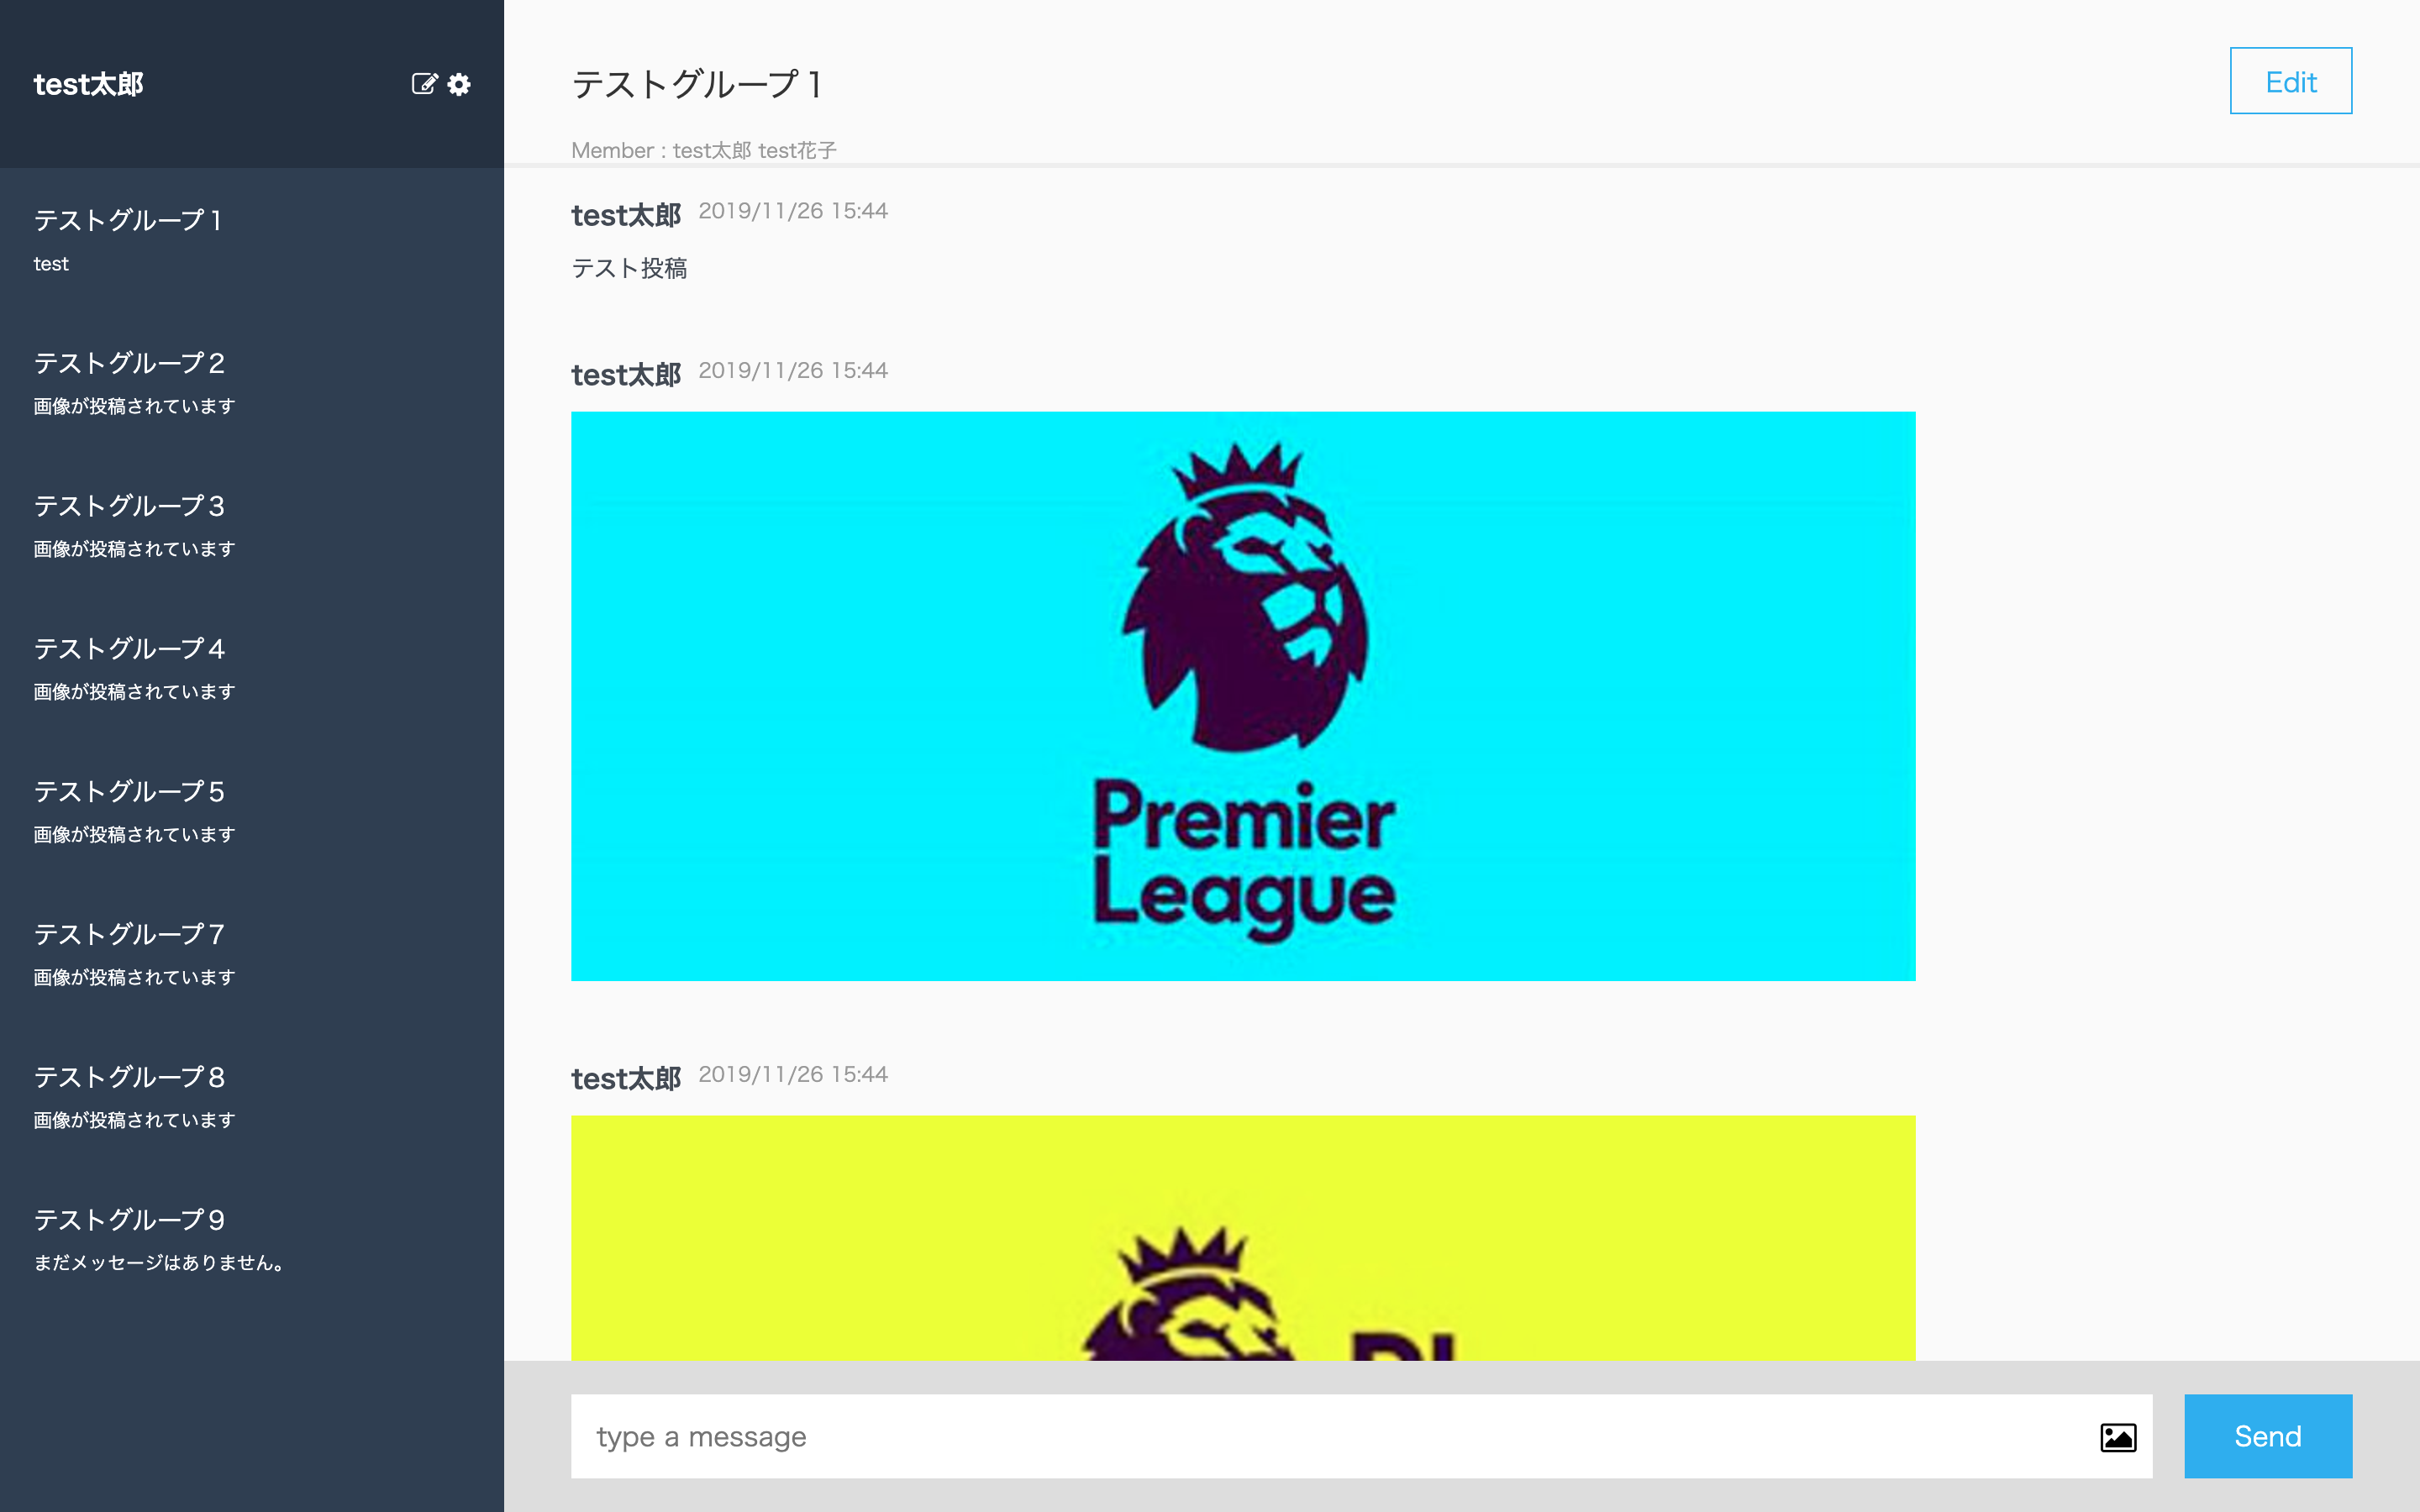 test太郎
テストグループ１
test
テストグループ２
画像が投稿されています
テストグループ３
画像が投稿されています
テストグループ４
画像が投稿されています
テストグループ５
画像が投稿されています
テストグループ７
画像が投稿されています
テストグループ８
画像が投稿されています
テストグループ９
まだメッセージはありません。
テストグループ１
Edit
Member : test太郎 test花子
test太郎 2019/11/26 15:44
テスト投稿
test太郎 2019/11/26 15:44
Premier
League
test太郎 2019/11/26 15:44
type a message
Send